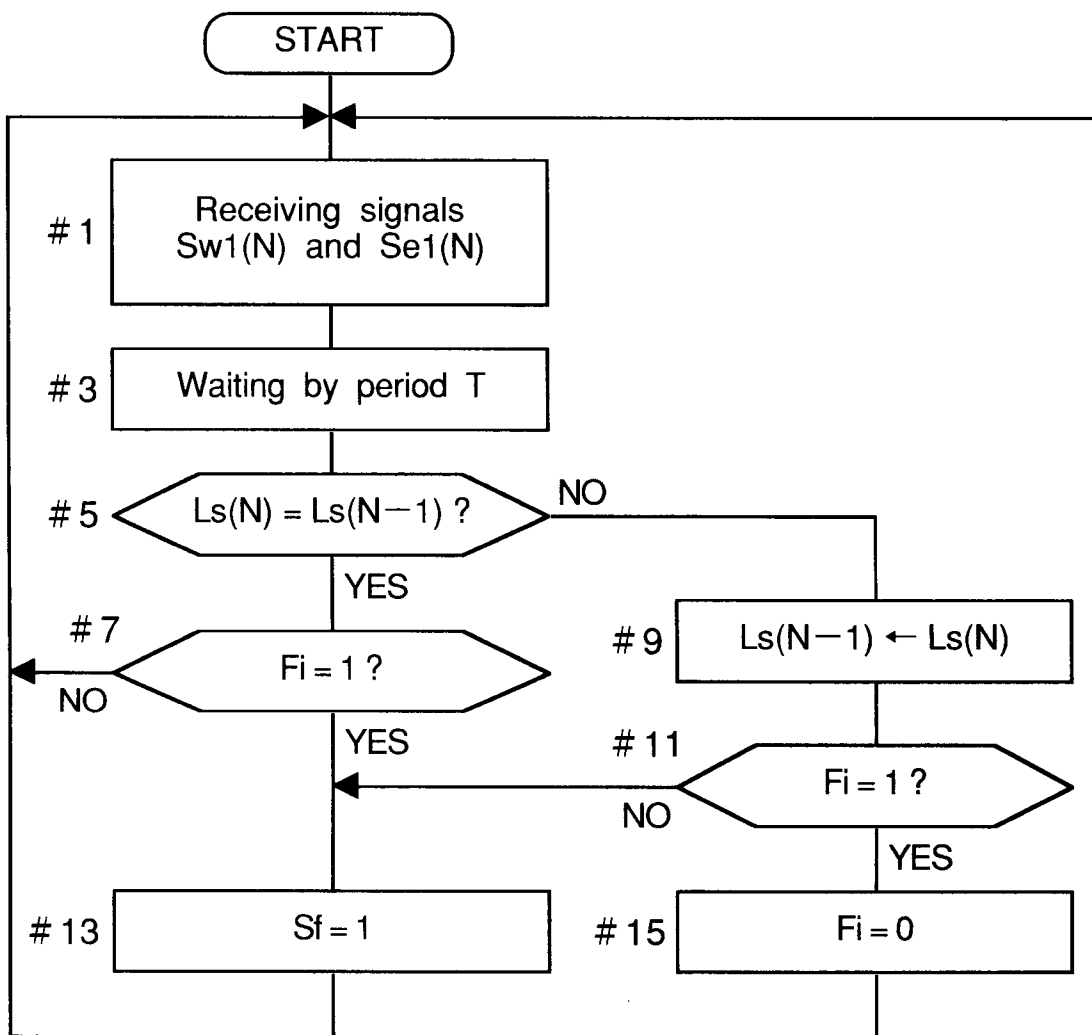 START
# 1
Receiving signals
Sw1(N) and Se1(N)
# 3
Waiting by period T
# 5
Ls(N) = Ls(N−1) ?
NO
YES
# 7
Fi = 1 ?
NO
YES
# 9
Ls(N−1) ← Ls(N)
# 11
Fi = 1 ?
NO
YES
# 13
Sf = 1
# 15
Fi = 0